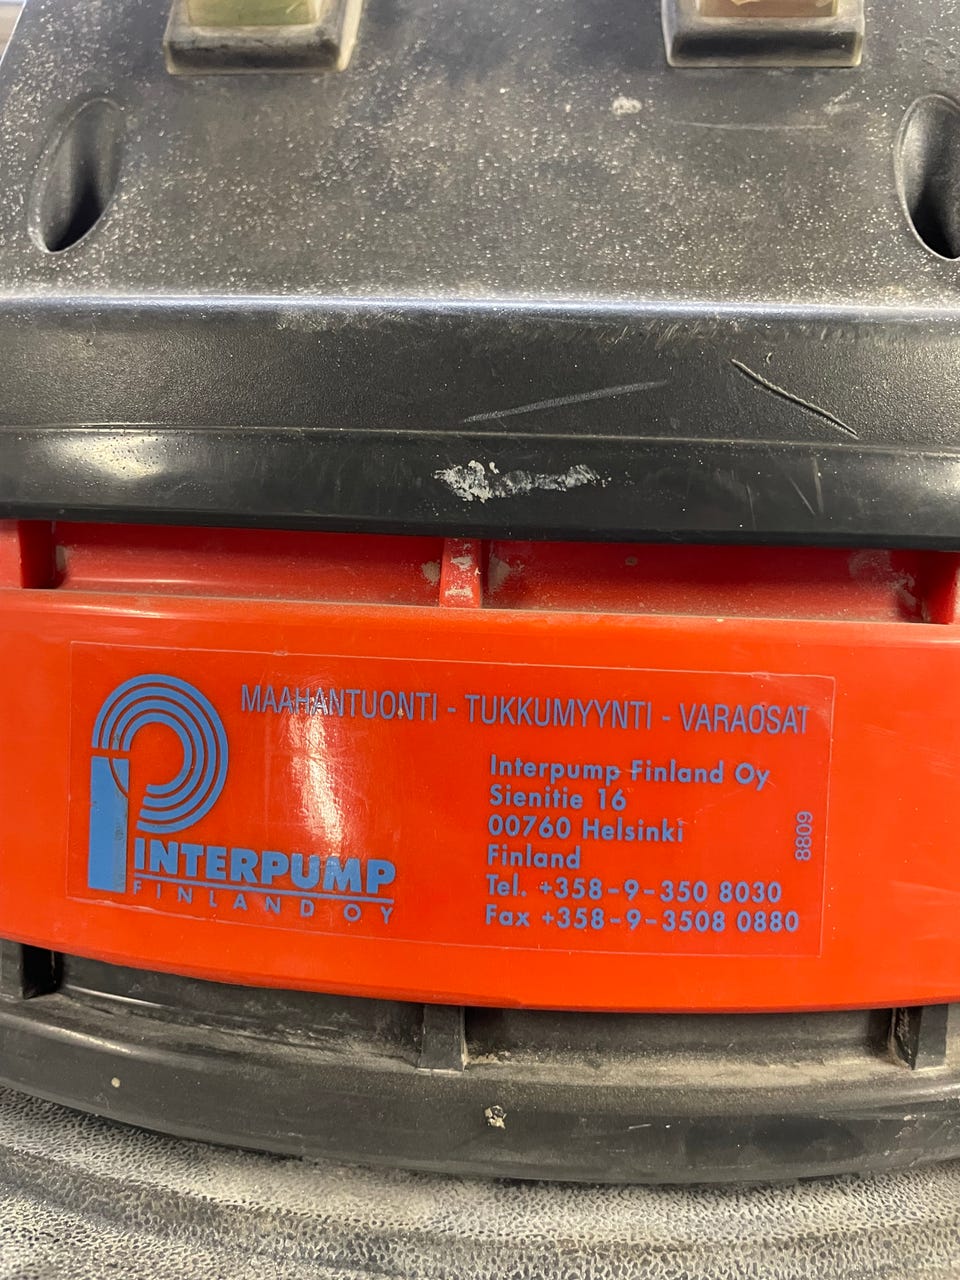 MAAHANTUONTI - TUKKUMYYNTI - VARAOSAT
INTERPUMP
FINLAND OY
Interpump Finland Oy
Sienitie 16
00760 Helsinki
Finland
Tel. +358-9-350 8030
Fax +358-9-3508 0880
8809